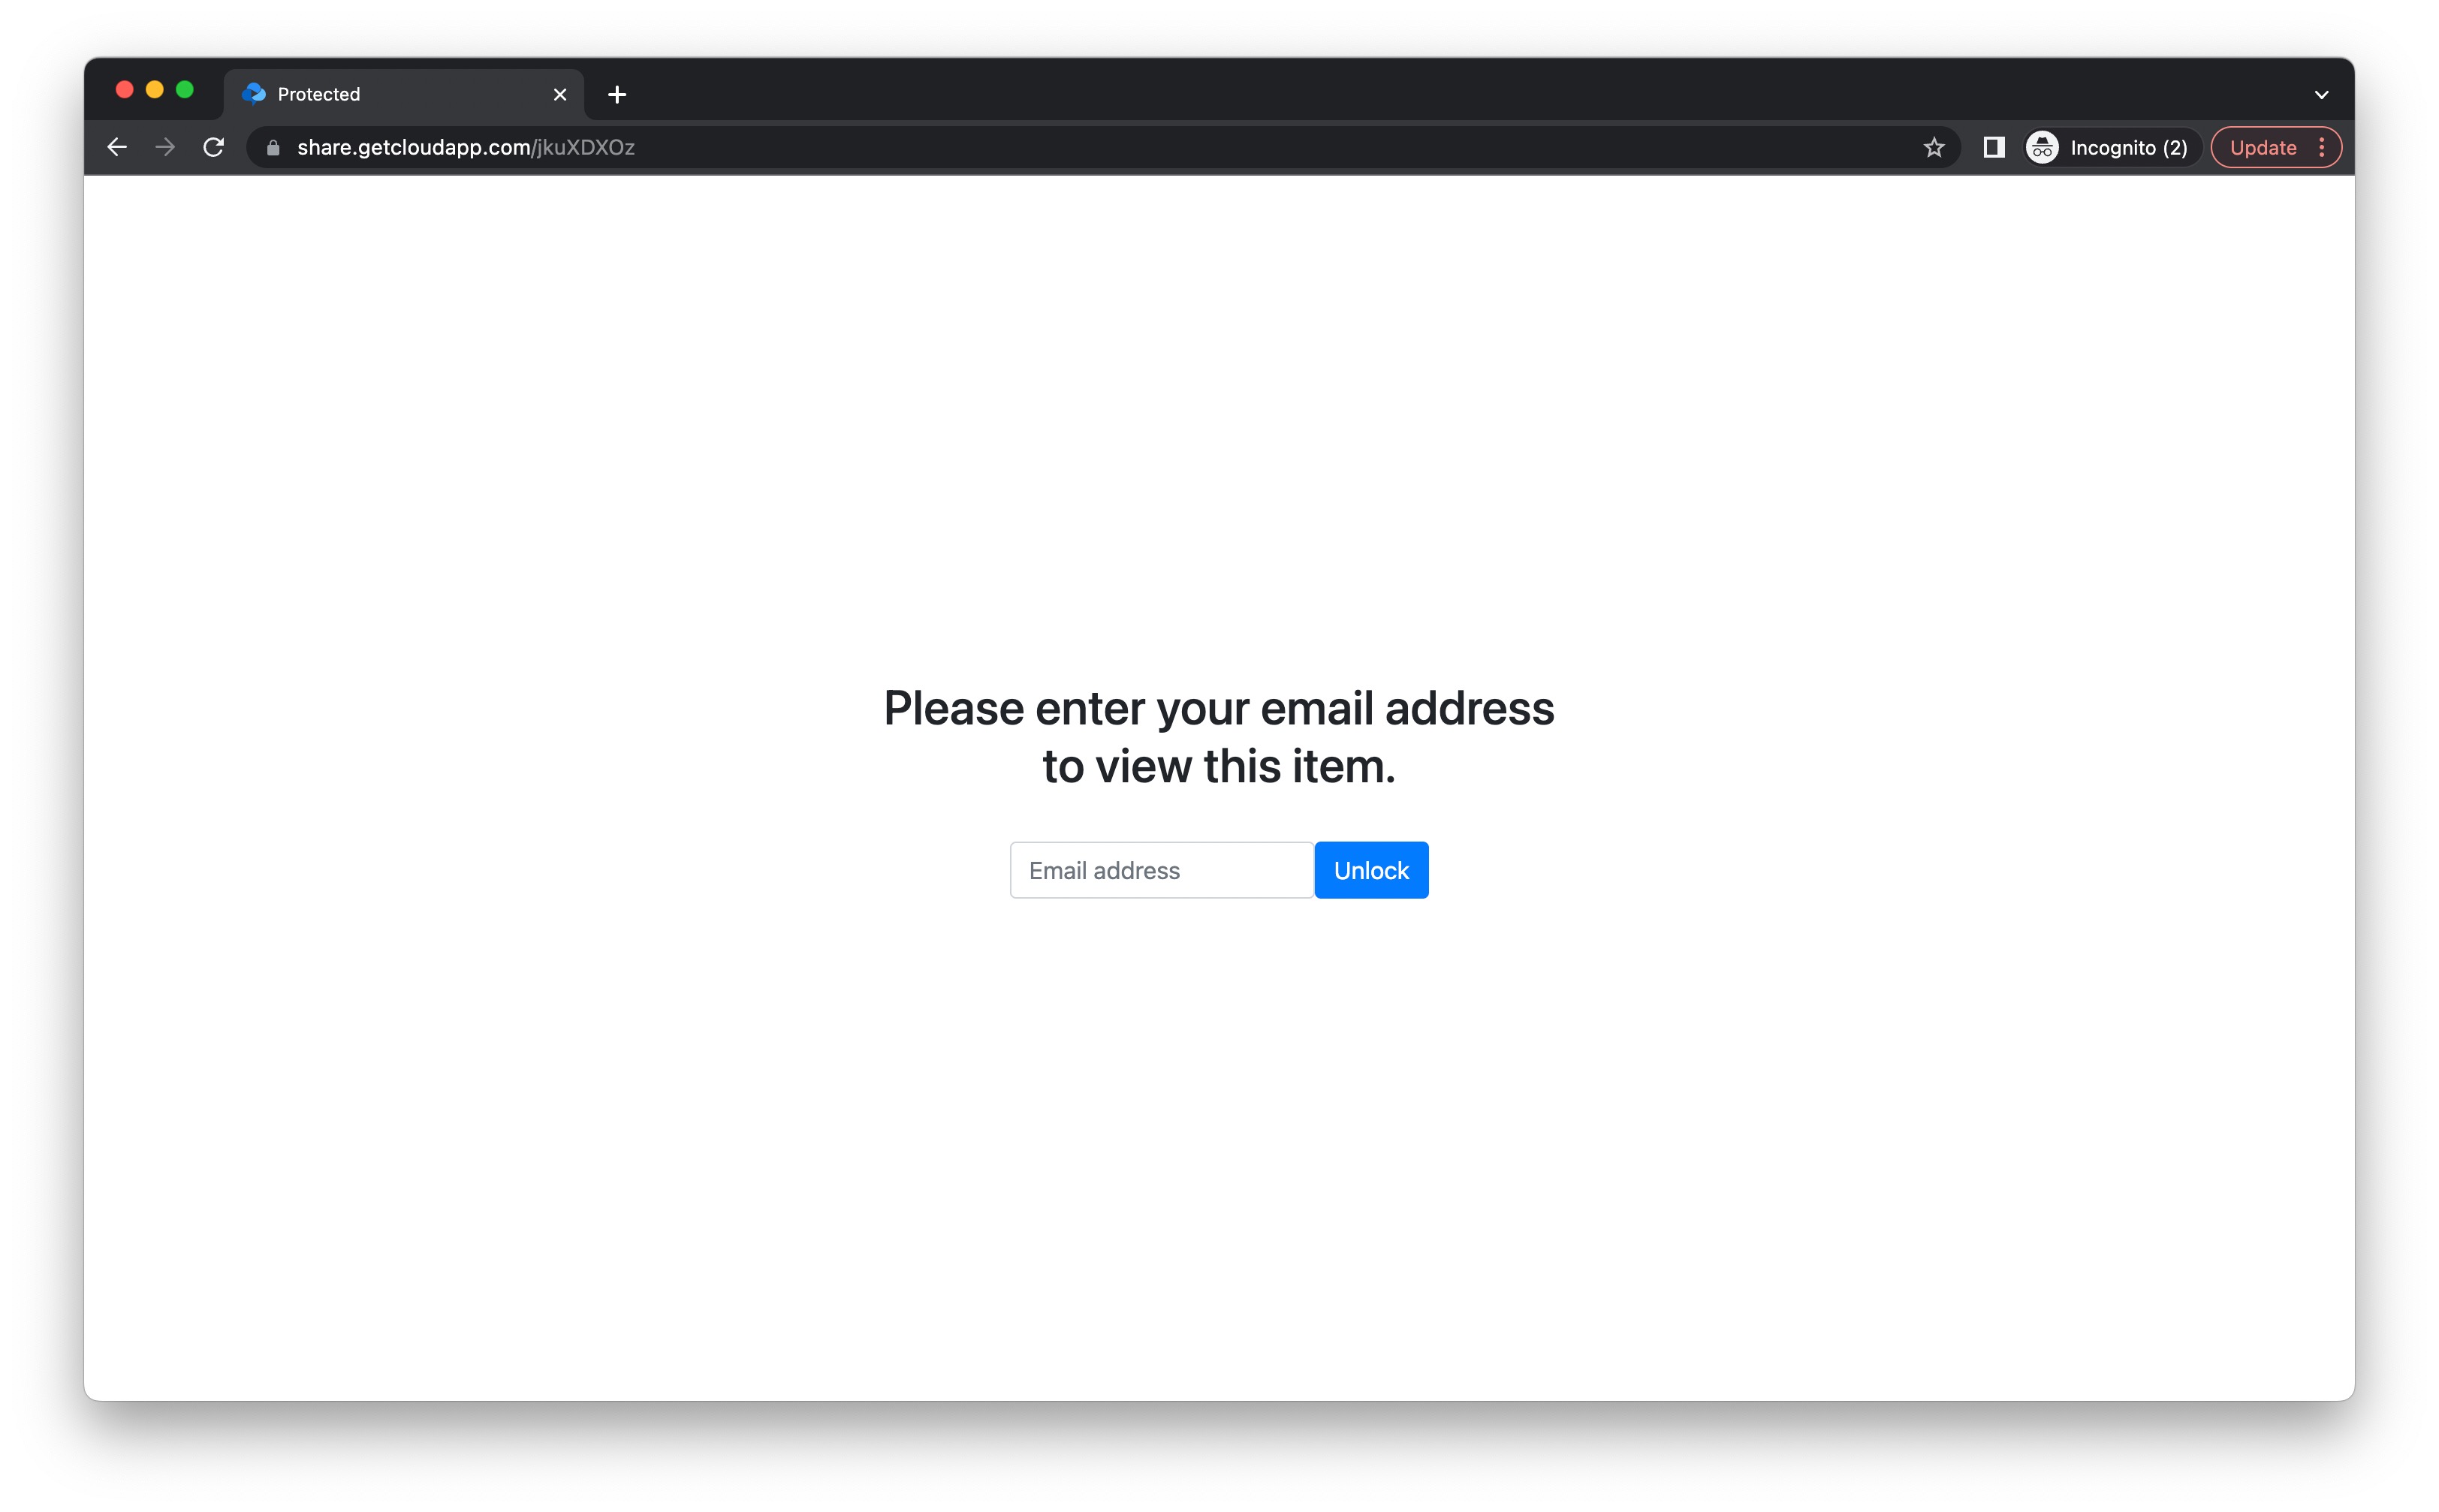 Protected
share.getcloudapp.com/jkuXDXOz
Incognito (2)
Update
Please enter your email address
to view this item.
Email address
Unlock